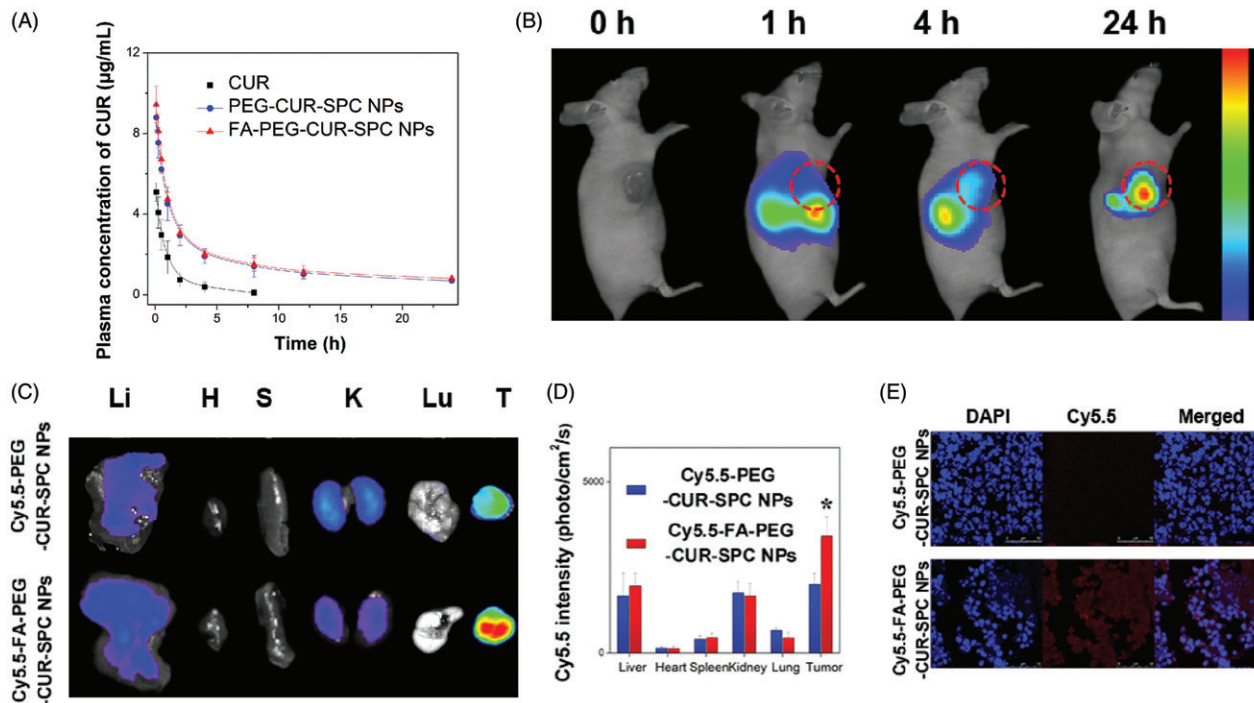 (A)
12
9
6
3
0
Plasma concentration of CUR (μg/mL)
CUR
PEG-CUR-SPC NPs
FA-PEG-CUR-SPC NPs
0
5
10
15
20
Time (h)
(B)
0 h
1 h
4 h
24 h
(C)
Li
H
S
K
Lu
T
Cy5.5-PEG
-CUR-SPC NPs
Cy5.5-FA-PEG
-CUR-SPC NPs
(D)
Cy5.5 intensity (photo/cm²/s)
5000
0
Cy5.5-PEG
-CUR-SPC NPs
Cy5.5-FA-PEG
-CUR-SPC NPs
*
Liver
Heart
Spleen
Kidney
Lung
Tumor
(E)
DAPI
Cy5.5
Merged
Cy5.5-PEG
-CUR-SPC NPs
Cy5.5-FA-PEG
-CUR-SPC NPs